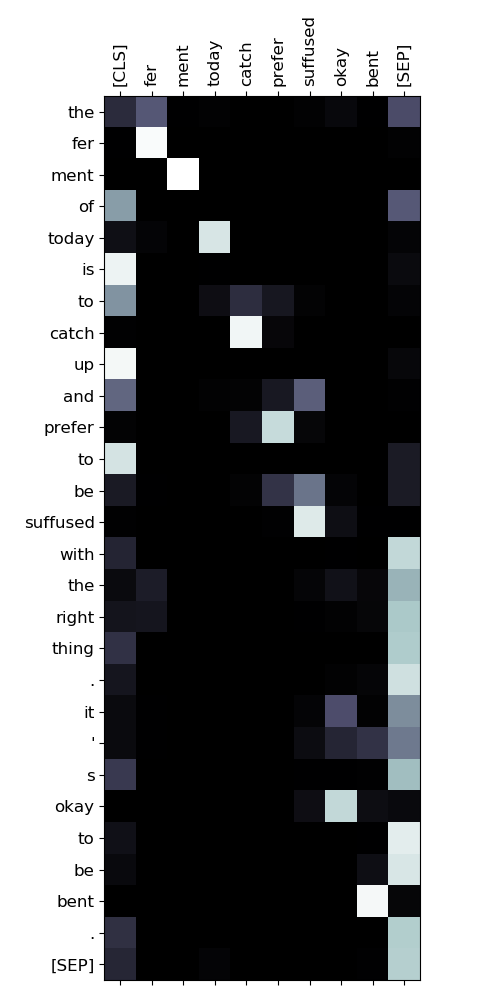 [CLS] fer ment today catch prefer suffused okay bent [SEP]
the
fer
ment
of
today
is
to
catch
up
and
prefer
to
be
suffused
with
the
right
thing
.
it
'
s
okay
to
be
bent
.
[SEP]